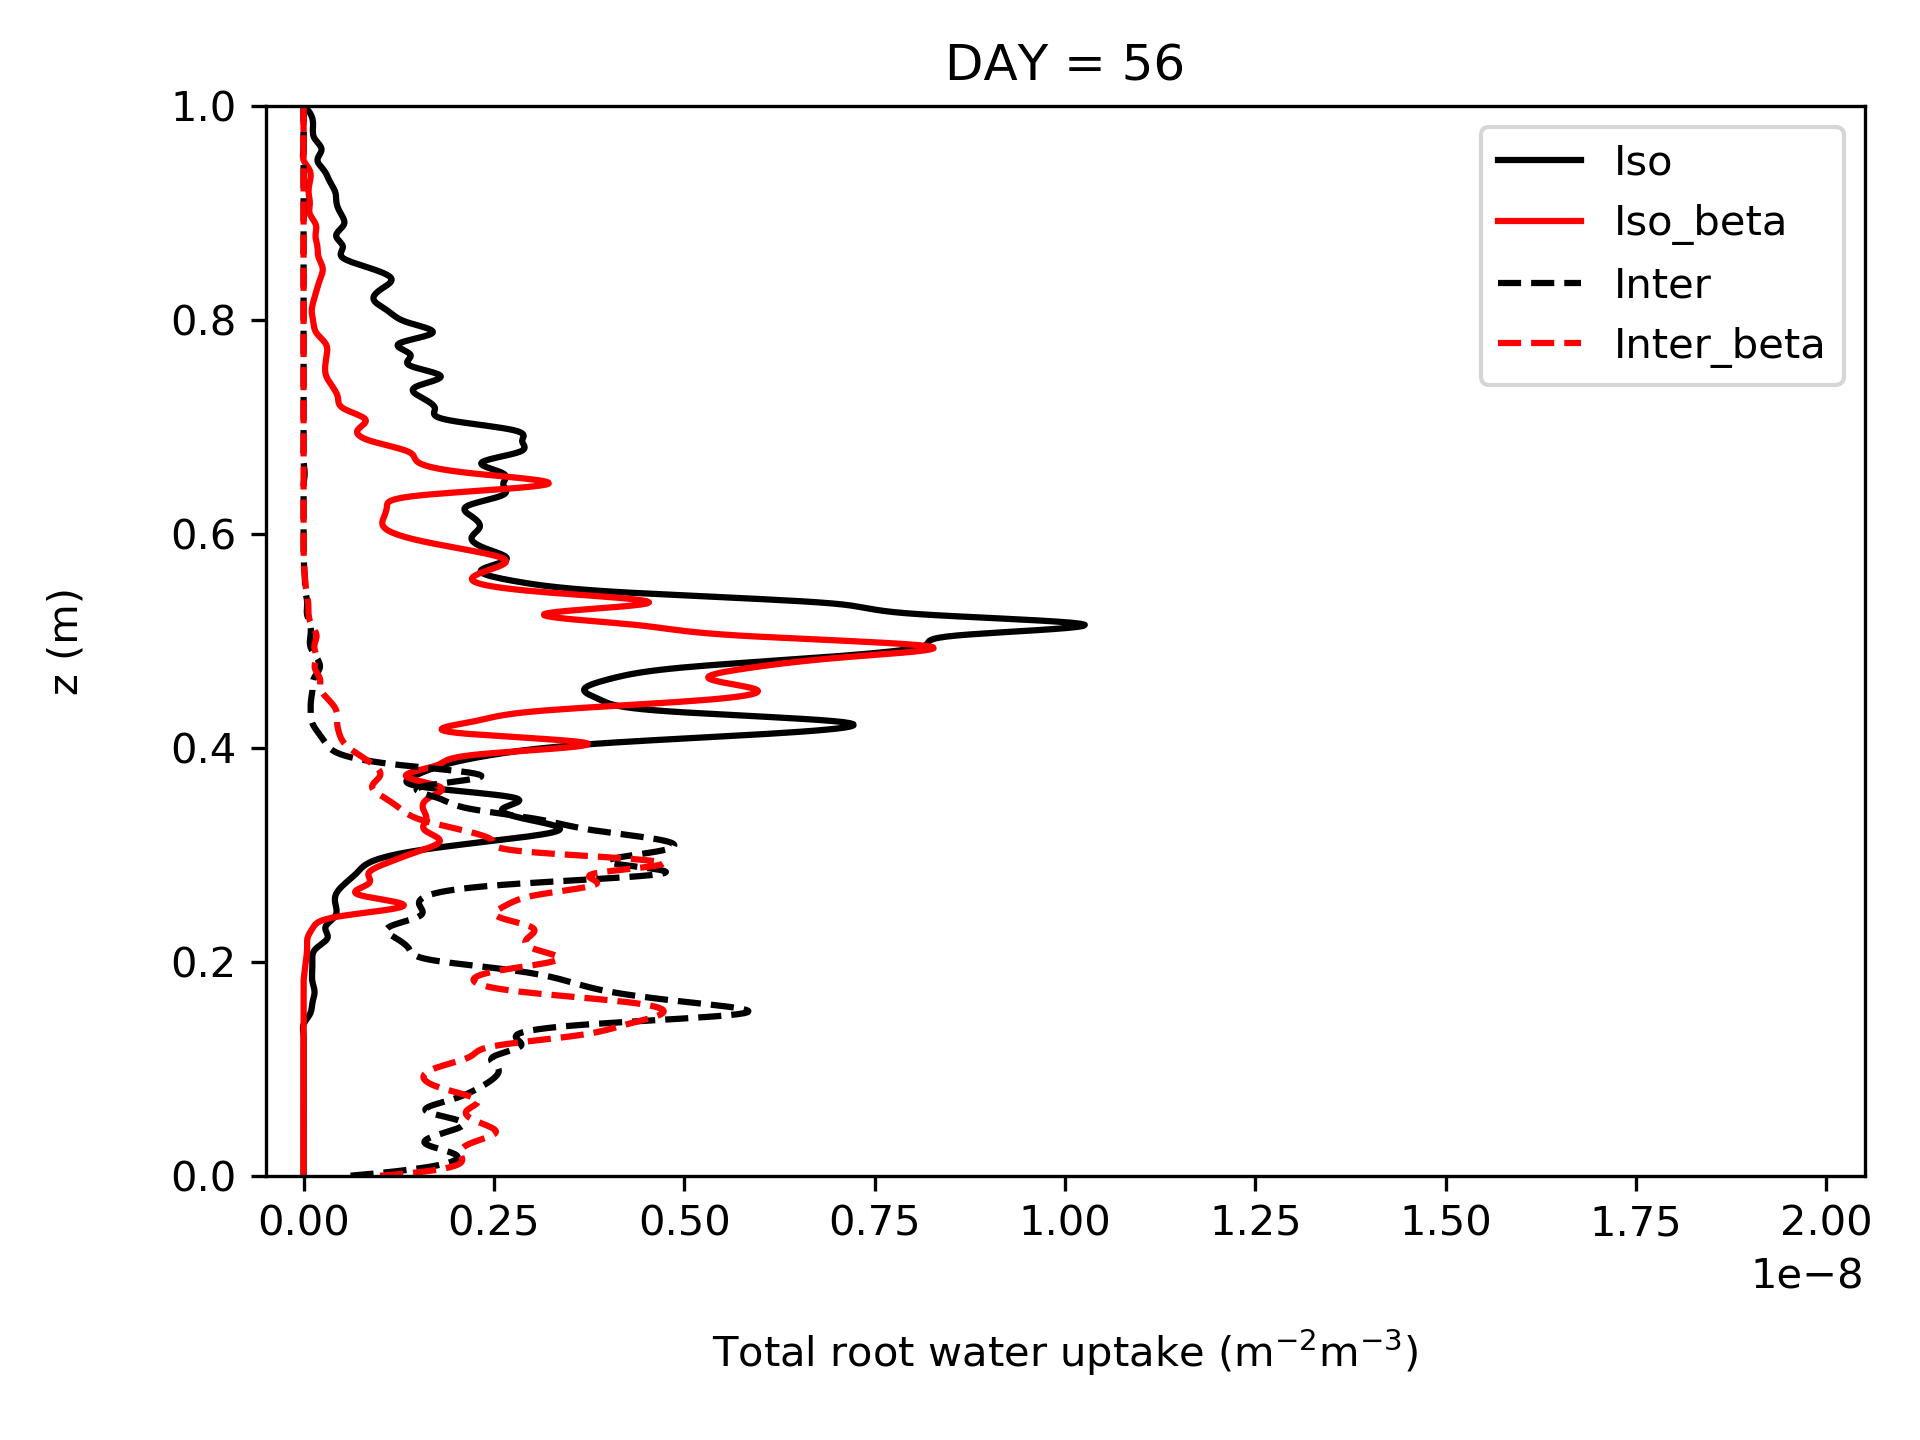 DAY = 56
1.0
0.8
0.6
0.4
0.2
0.0
z (m)
Iso
Iso_beta
Inter
Inter_beta
0.00 0.25 0.50 0.75 1.00 1.25 1.50 1.75 2.00
1e−8
Total root water uptake (m⁻²m⁻³)